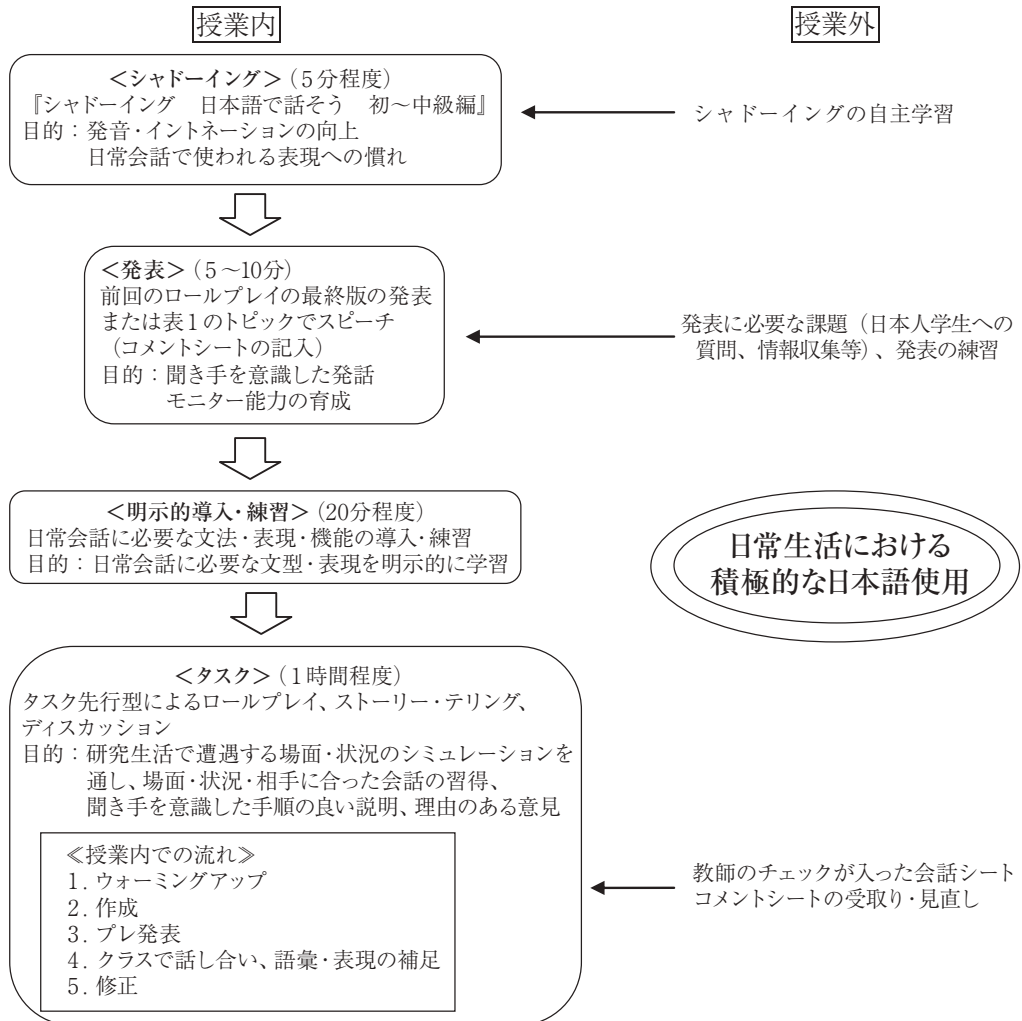 授業内
授業外
＜シャドーイング＞（5分程度）
『シャドーイング　日本語で話そう　初～中級編』
目的：発音・イントネーションの向上
日常会話で使われる表現への慣れ
シャドーイングの自主学習
＜発表＞（5～10分）
前回のロールプレイの最終版の発表
または表1のトピックでスピーチ
（コメントシートの記入）
目的：聞き手を意識した発話
モニター能力の育成
発表に必要な課題（日本人学生への
質問、情報収集等）、発表の練習
＜明示的導入・練習＞（20分程度）
日常会話に必要な文法・表現・機能の導入・練習
目的：日常会話に必要な文型・表現を明示的に学習
日常生活における
積極的な日本語使用
＜タスク＞（1時間程度）
タスク先行型によるロールプレイ、ストーリー・テリング、
ディスカッション
目的：研究生活で遭遇する場面・状況のシミュレーションを
通し、場面・状況・相手に合った会話の習得、
聞き手を意識した手順の良い説明、理由のある意見
≪授業内での流れ≫
1. ウォーミングアップ
2. 作成
3. プレ発表
4. クラスで話し合い、語彙・表現の補足
5. 修正
教師のチェックが入った会話シート
コメントシートの受取り・見直し